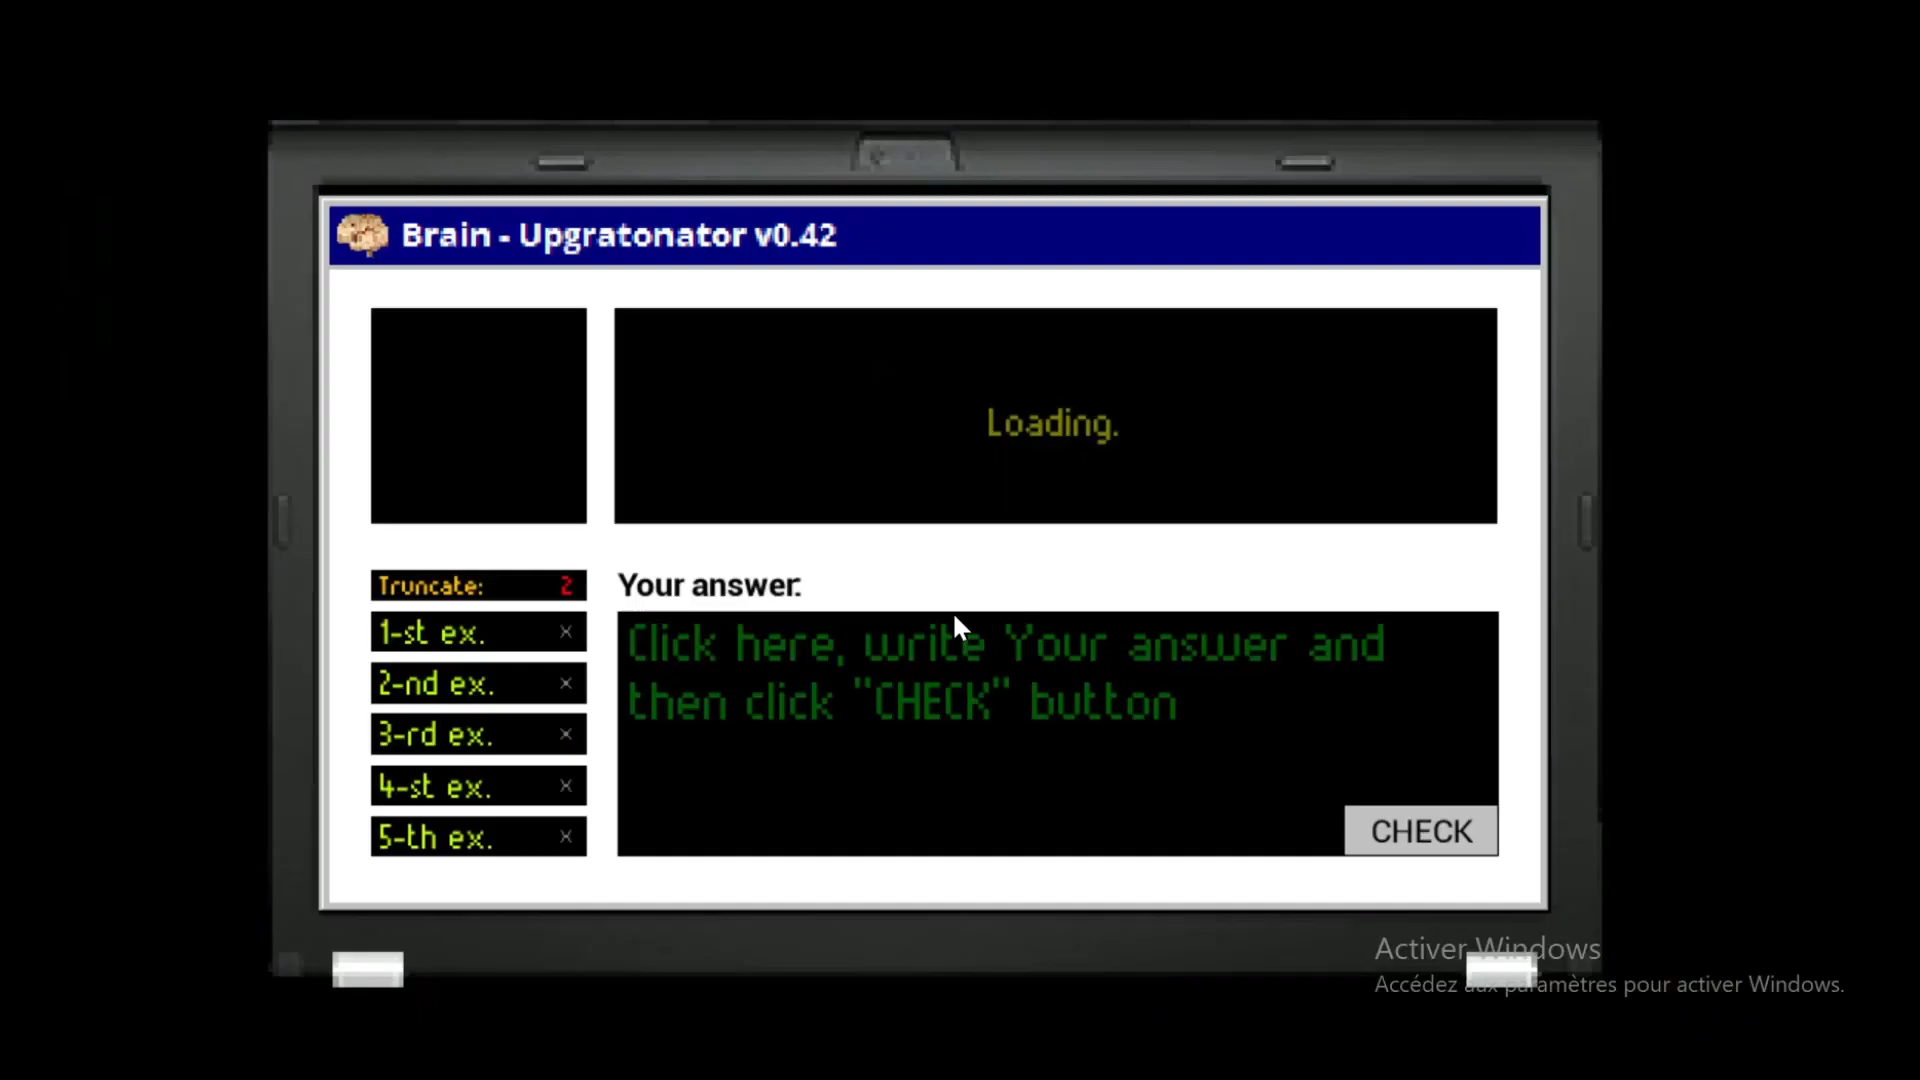 Brain - Upgratonator v0.42
Loading.
Truncate: 2
Your answer:
1-st ex. ×
2-nd ex. ×
3-rd ex. ×
4-st ex. ×
5-th ex. ×
Click here, write Your answer and
then click "CHECK" button
CHECK
Activer Windows
Accédez aux paramètres pour activer Windows.